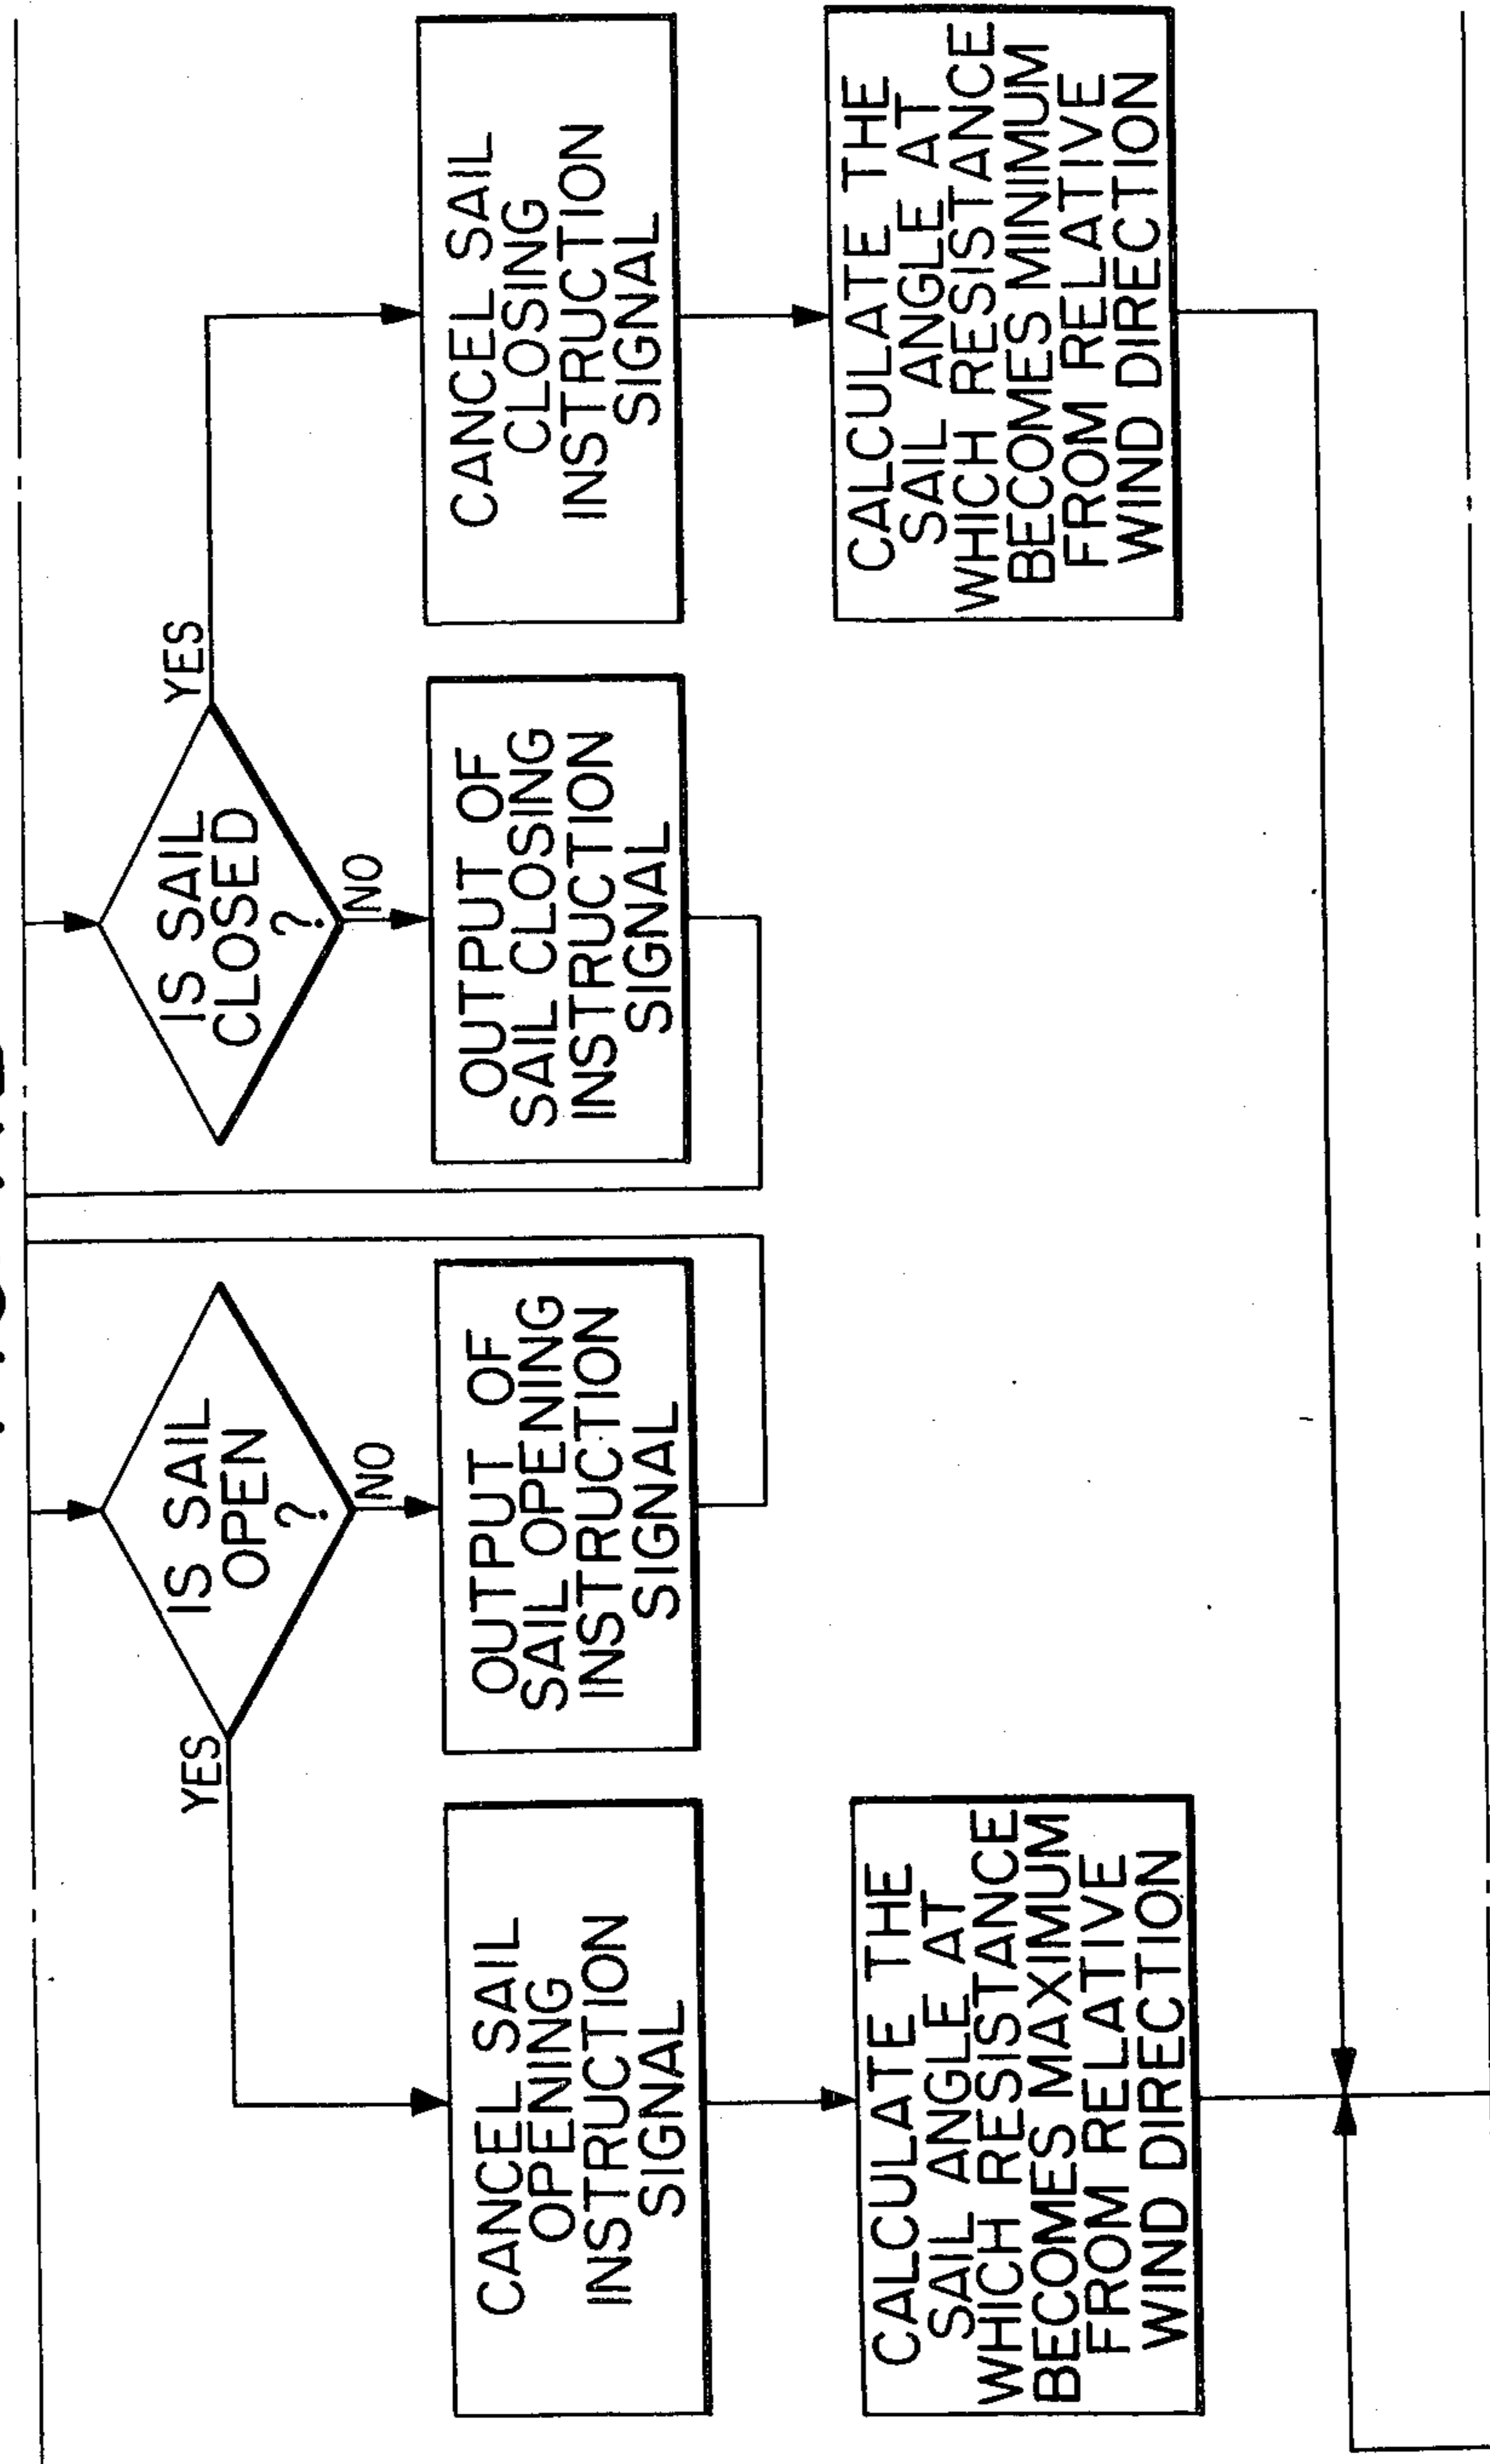 IS SAIL
OPEN
?
YES
NO
CANCEL SAIL
OPENING
INSTRUCTION
SIGNAL
OUTPUT OF
SAIL OPENING
INSTRUCTION
SIGNAL
CALCULATE THE
SAIL ANGLE AT
WHICH RESISTANCE
BECOMES MAXIMUM
FROM RELATIVE
WIND DIRECTION
IS SAIL
CLOSED
?
YES
NO
OUTPUT OF
SAIL CLOSING
INSTRUCTION
SIGNAL
CANCEL SAIL
CLOSING
INSTRUCTION
SIGNAL
CALCULATE THE
SAIL ANGLE AT
WHICH RESISTANCE
BECOMES MINIMUM
FROM RELATIVE
WIND DIRECTION